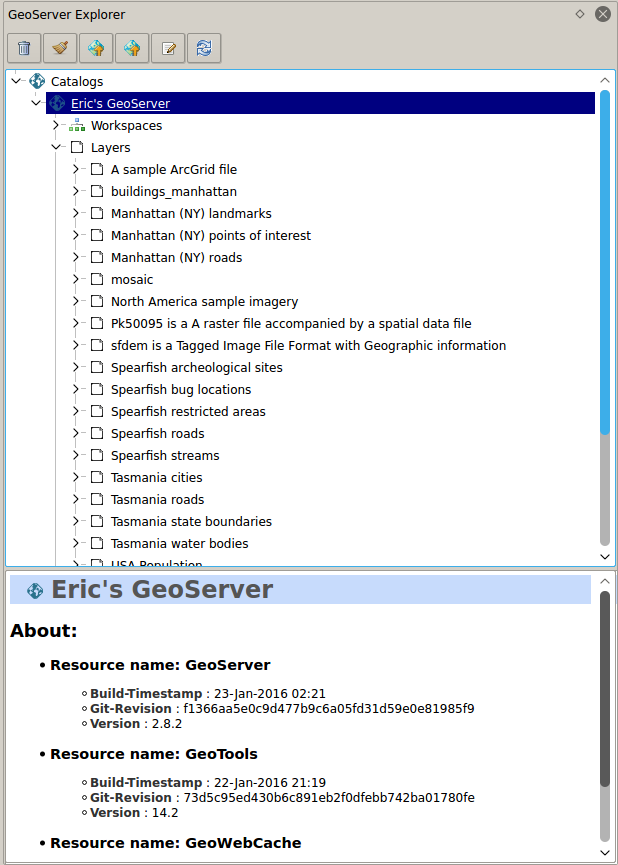 GeoServer Explorer
Catalogs
Eric's GeoServer
Workspaces
Layers
A sample ArcGrid file
buildings_manhattan
Manhattan (NY) landmarks
Manhattan (NY) points of interest
Manhattan (NY) roads
mosaic
North America sample imagery
Pk50095 is a A raster file accompanied by a spatial data file
sfdem is a Tagged Image File Format with Geographic information
Spearfish archeological sites
Spearfish bug locations
Spearfish restricted areas
Spearfish roads
Spearfish streams
Tasmania cities
Tasmania roads
Tasmania state boundaries
Tasmania water bodies
USA Population
Eric's GeoServer
About:
• Resource name: GeoServer
Build-Timestamp : 23-Jan-2016 02:21
Git-Revision : f1366aa5e0c9d477b9c6a05fd31d59e0e81985f9
Version : 2.8.2
• Resource name: GeoTools
Build-Timestamp : 22-Jan-2016 21:19
Git-Revision : 73d5c95ed430b6c891eb2f0dfebb742ba01780fe
Version : 14.2
• Resource name: GeoWebCache